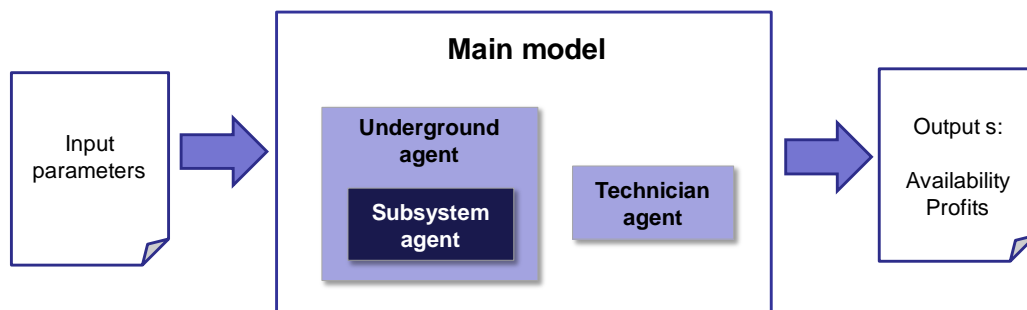 Main model
Input
parameters
Underground
agent
Subsystem
agent
Technician
agent
Output s:
Availability
Profits